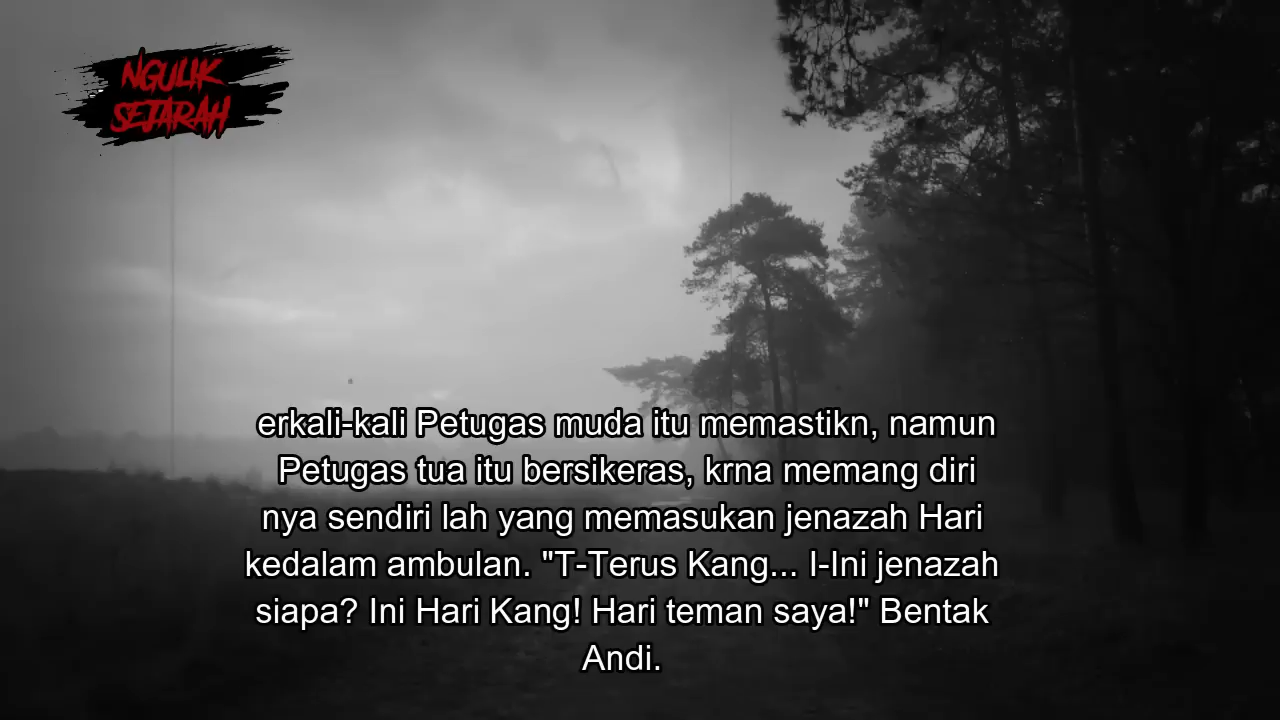 NGULIK
SEJARAH
erkali-kali Petugas muda itu memastikn, namun
Petugas tua itu bersikeras, krna memang diri
nya sendiri lah yang memasukan jenazah Hari
kedalam ambulan. "T-Terus Kang... I-Ini jenazah
siapa? Ini Hari Kang! Hari teman saya!" Bentak
Andi.